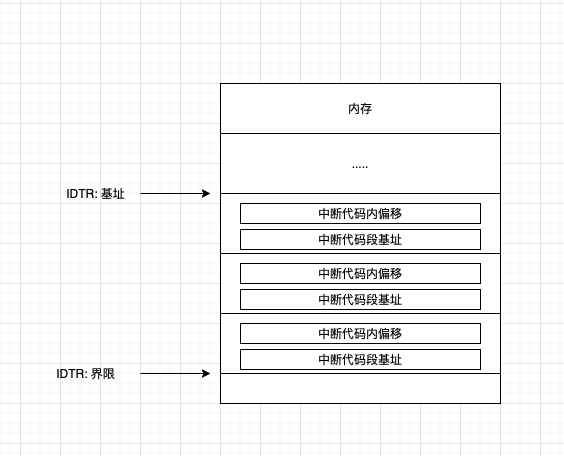 内存
.....
IDTR: 基址
中断代码内偏移
中断代码段基址
中断代码内偏移
中断代码段基址
中断代码内偏移
中断代码段基址
IDTR: 界限